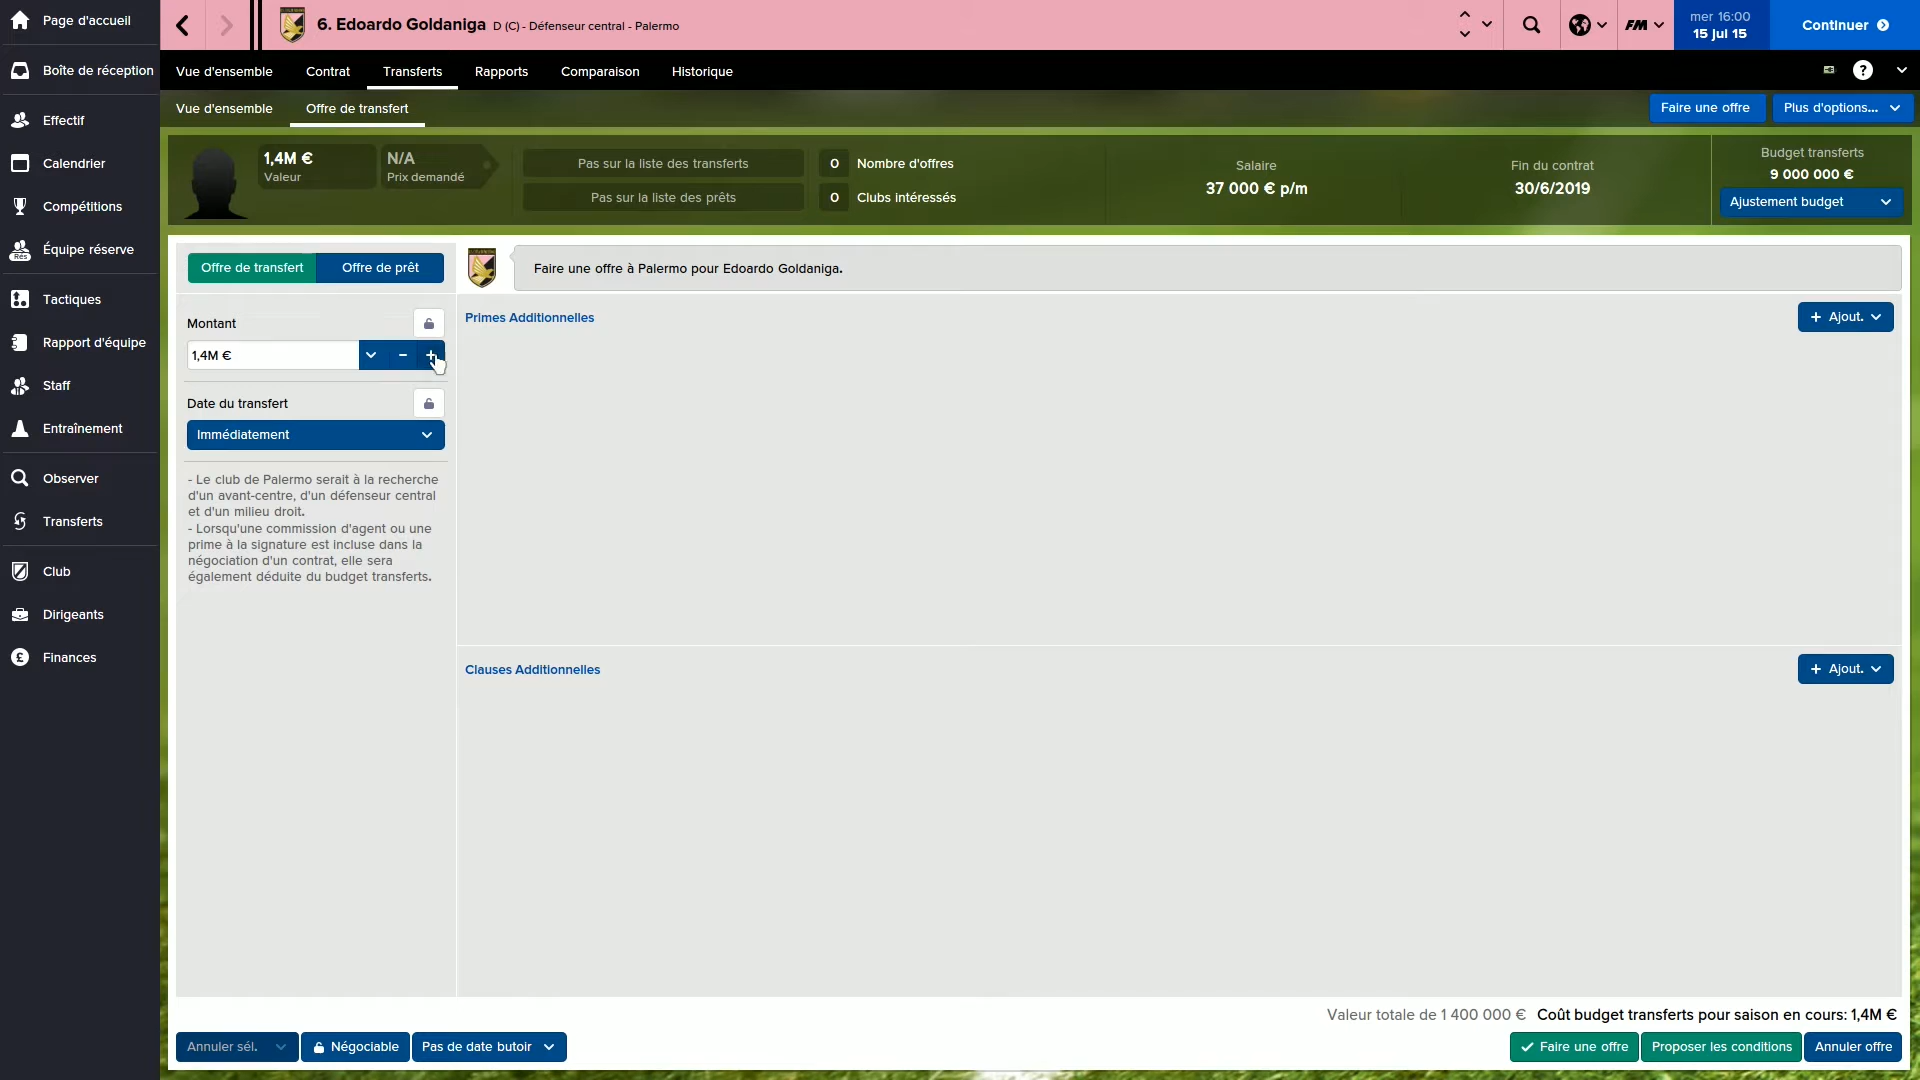 Page d'accueil
Boîte de réception
Effectif
Calendrier
Compétitions
Rés
Équipe réserve
Tactiques
Rapport d'équipe
Staff
Entraînement
Observer
Transferts
Club
Dirigeants
£ Finances
6. Edoardo Goldaniga D (C) - Défenseur central - Palermo
FM
mer 16:00
15 jul 15
Continuer
Vue d'ensemble Contrat Transferts Rapports Comparaison Historique
?
Vue d'ensemble Offre de transfert
Faire une offre Plus d'options...
1,4M €
Valeur
N/A
Prix demandé
Pas sur la liste des transferts
Pas sur la liste des prêts
0 Nombre d'offres
0 Clubs intéressés
Salaire
37 000 € p/m
Fin du contrat
30/6/2019
Budget transferts
9 000 000 €
Ajustement budget
Offre de transfert Offre de prêt
Faire une offre à Palermo pour Edoardo Goldaniga.
Montant
1,4M €
Date du transfert
Immédiatement
- Le club de Palermo serait à la recherche
d'un avant-centre, d'un défenseur central
et d'un milieu droit.
- Lorsqu'une commission d'agent ou une
prime à la signature est incluse dans la
négociation d'un contrat, elle sera
également déduite du budget transferts.
Primes Additionnelles
+ Ajout.
Clauses Additionnelles
+ Ajout.
Valeur totale de 1 400 000 € Coût budget transferts pour saison en cours: 1,4M €
Annuler sél. Négociable Pas de date butoir
Faire une offre Proposer les conditions Annuler offre